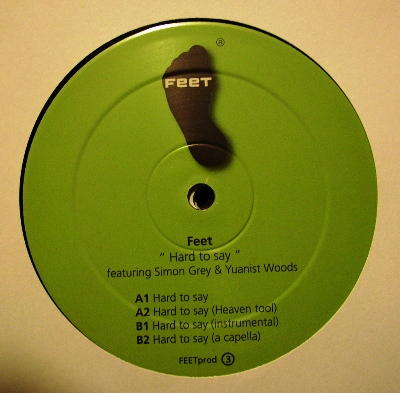 ®
FEET
Feet
" Hard to say "
featuring Simon Grey & Yuanist Woods
A1 Hard to say
A2 Hard to say (Heaven tool)
B1 Hard to say (instrumental)
B2 Hard to say (a capella)
FEETprod 3